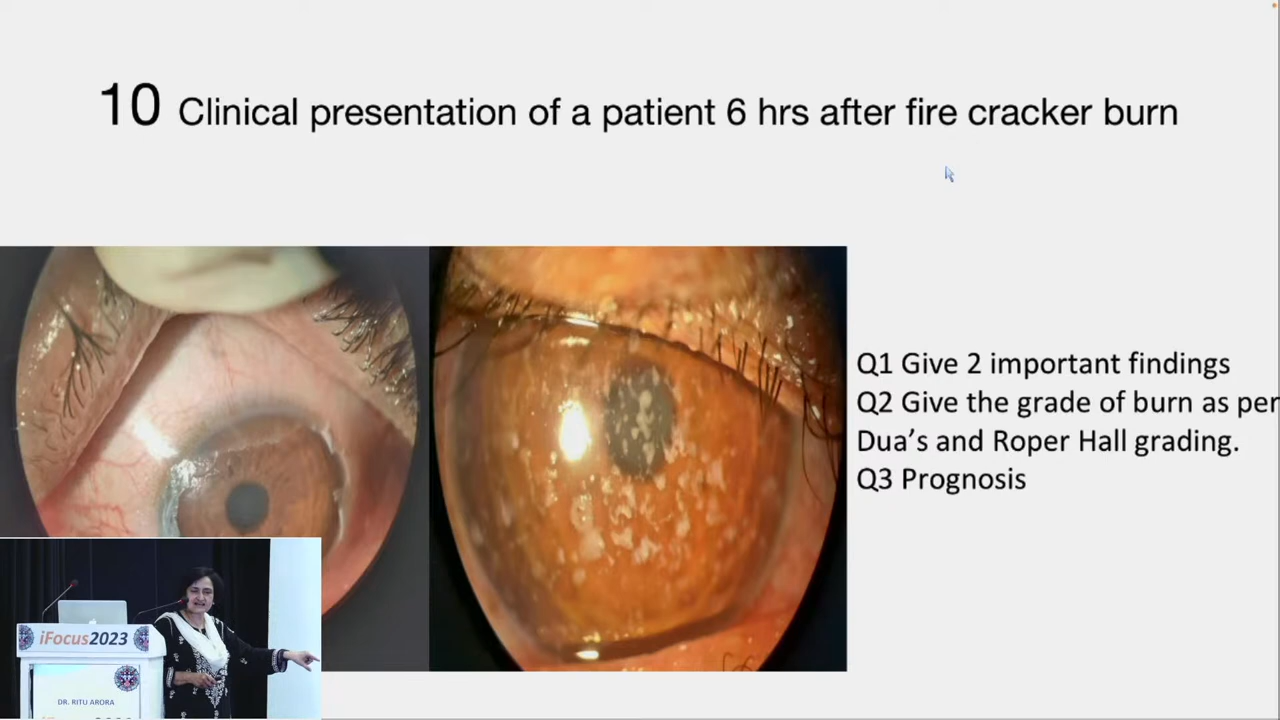 10 Clinical presentation of a patient 6 hrs after fire cracker burn
Q1 Give 2 important findings
Q2 Give the grade of burn as per
Dua's and Roper Hall grading.
Q3 Prognosis
iFocus2023
DR. RITU ARORA